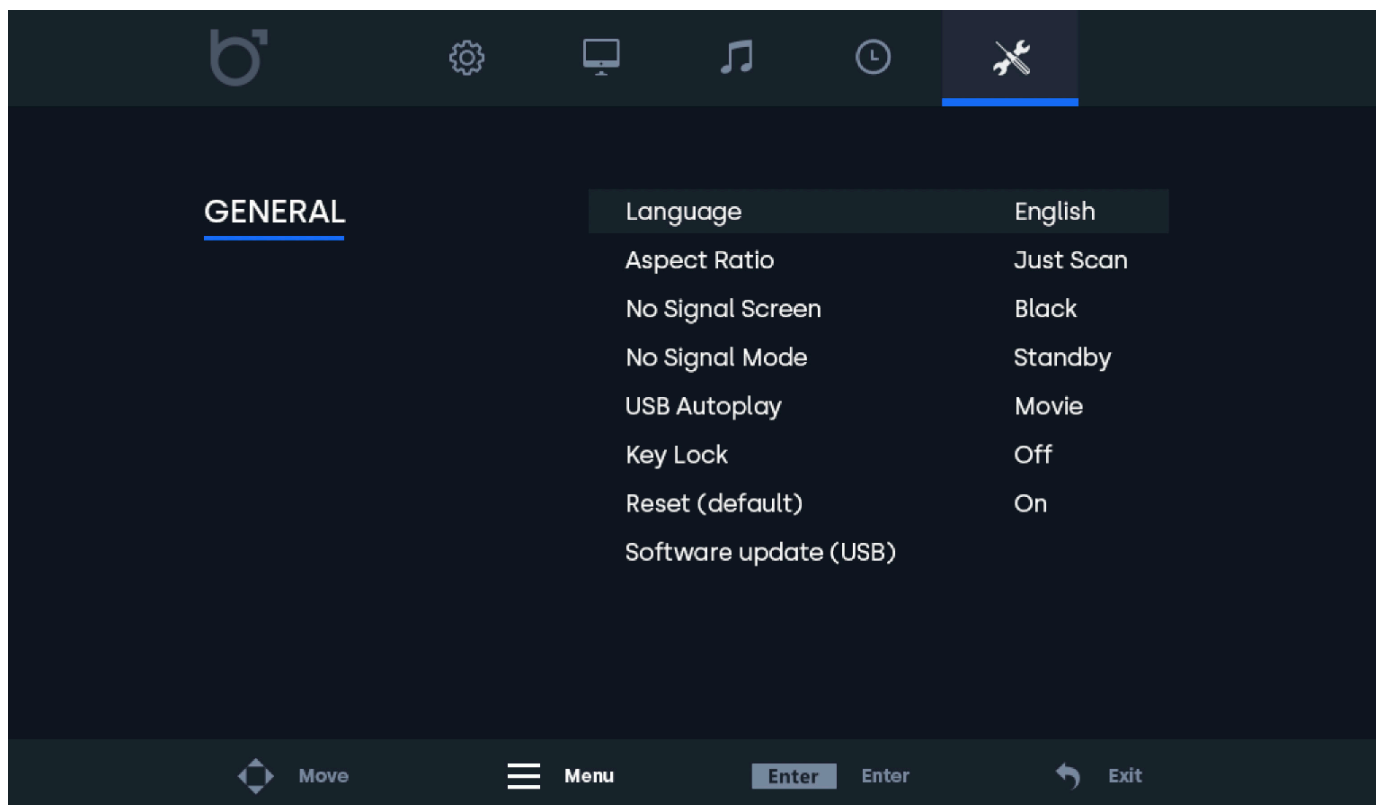 GENERAL
Language English
Aspect Ratio Just Scan
No Signal Screen Black
No Signal Mode Standby
USB Autoplay Movie
Key Lock Off
Reset (default) On
Software update (USB)
Move Menu Enter Enter Exit